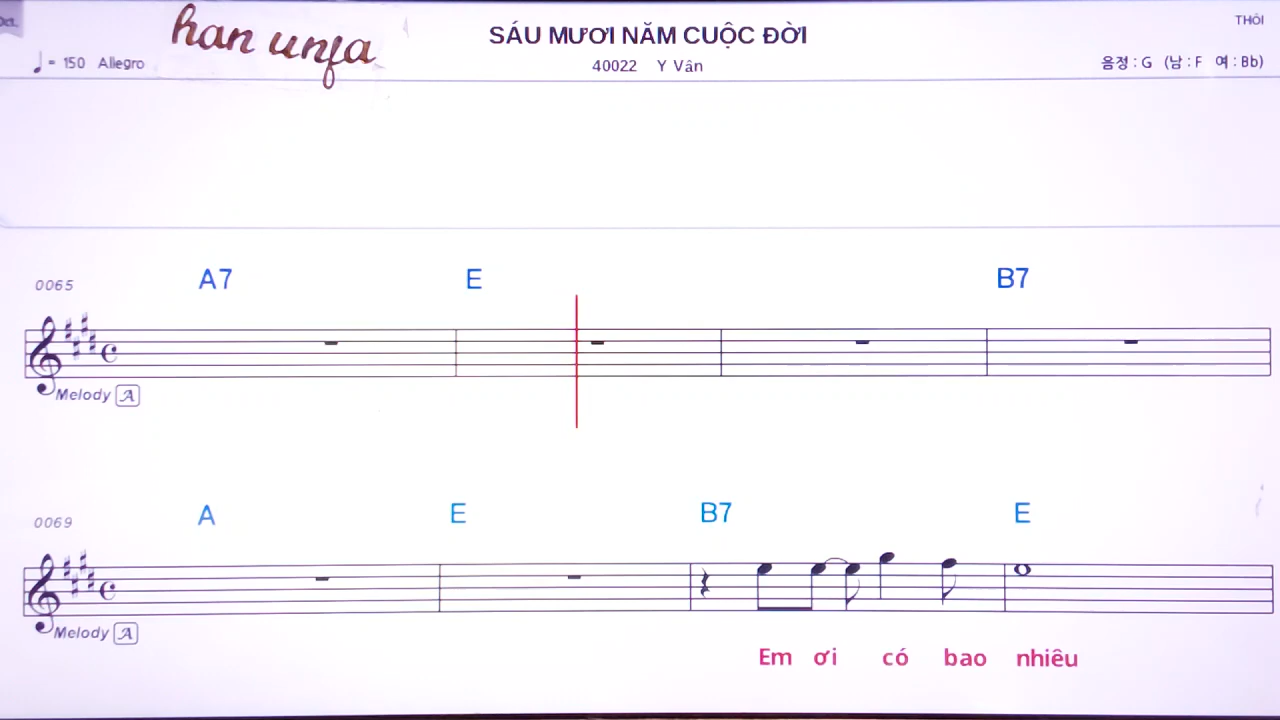 Oct.
han unfa
SÁU MƯƠI NĂM CUỘC ĐỜI
THÔI
♩ = 150 Allegro
40022 Y Vân
음정 : G (남 : F 여 : Bb)
0065
A7 E B7
Melody A
0069
A E B7 E
Melody A
Em ơi có bao nhiêu